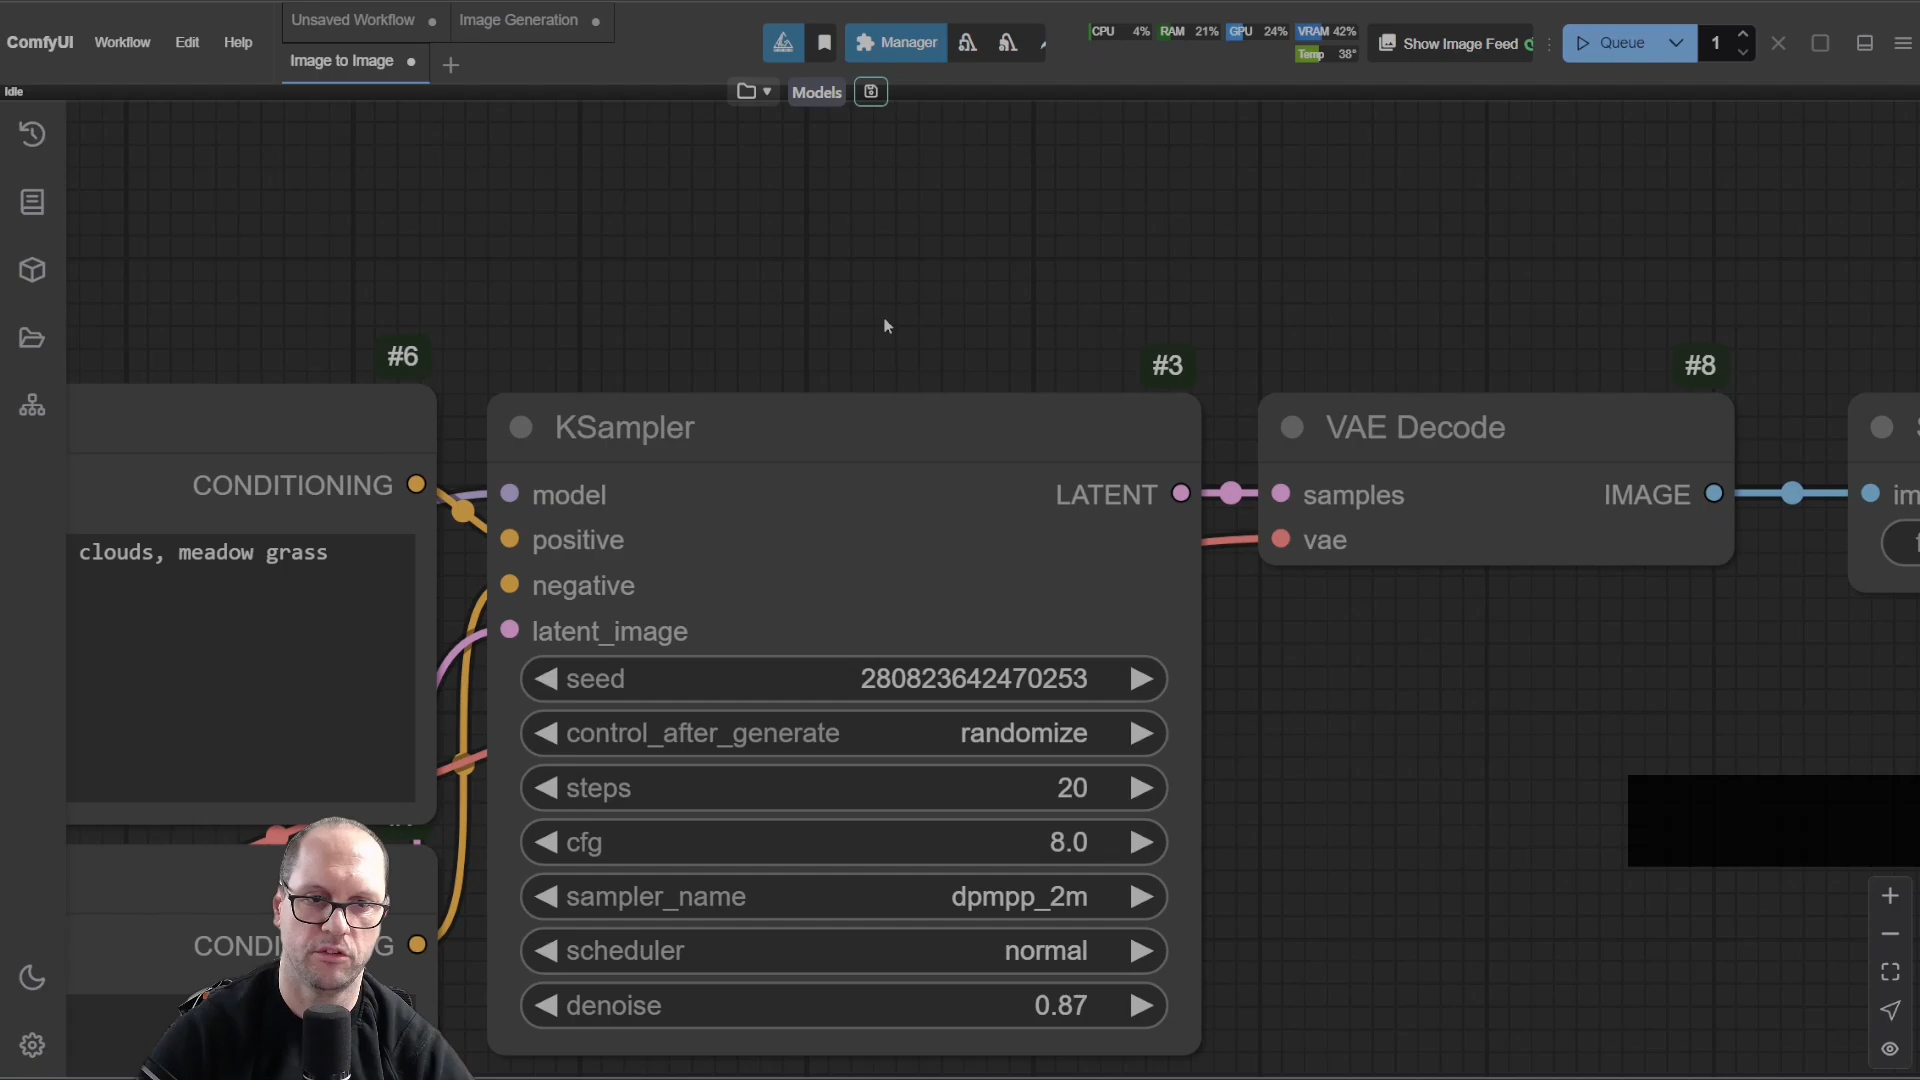 ComfyUI Workflow Edit Help
Unsaved Workflow
Image Generation
Image to Image
Manager
CPU 4% RAM 21% GPU 24% VRAM 42%
Temp 38°
Show Image Feed
Queue 1
Idle
Models
#6
#3
#8
KSampler
VAE Decode
CONDITIONING
model
LATENT
samples
IMAGE
positive
vae
negative
latent_image
clouds, meadow grass
seed 280823642470253
control_after_generate randomize
steps 20
cfg 8.0
sampler_name dpmpp_2m
scheduler normal
denoise 0.87